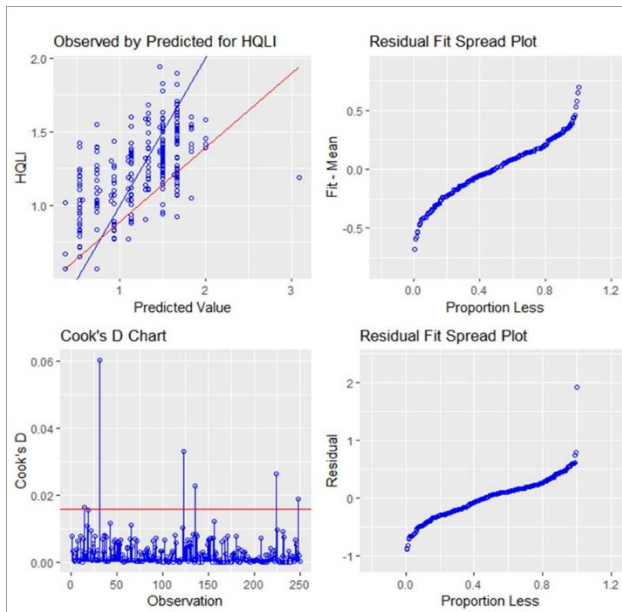 Observed by Predicted for HQLI
2.0
1.5
1.0
HQLI
1
2
3
Predicted Value
Residual Fit Spread Plot
0.5
0.0
-0.5
Fit - Mean
0.0
0.4
0.8
1.2
Proportion Less
Cook's D Chart
0.06
0.04
0.02
0.00
Cook's D
0
50
100
150
200
250
Observation
Residual Fit Spread Plot
2
1
0
-1
Residual
0.0
0.4
0.8
1.2
Proportion Less